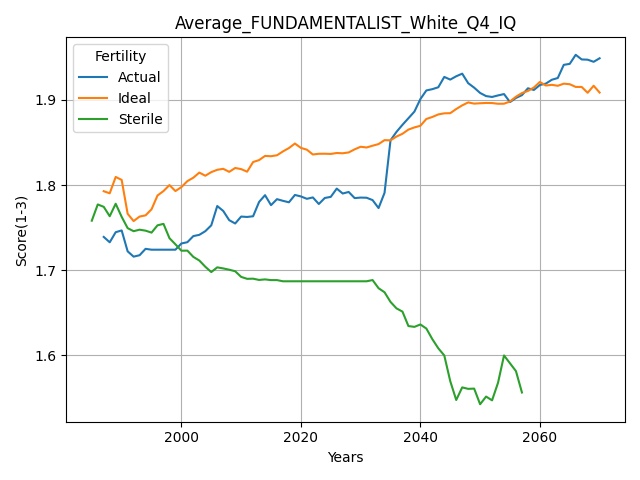 Average_FUNDAMENTALIST_White_Q4_IQ
Fertility
Actual
Ideal
Sterile
Score(1-3)
1.9
1.8
1.7
1.6
2000 2020 2040 2060
Years